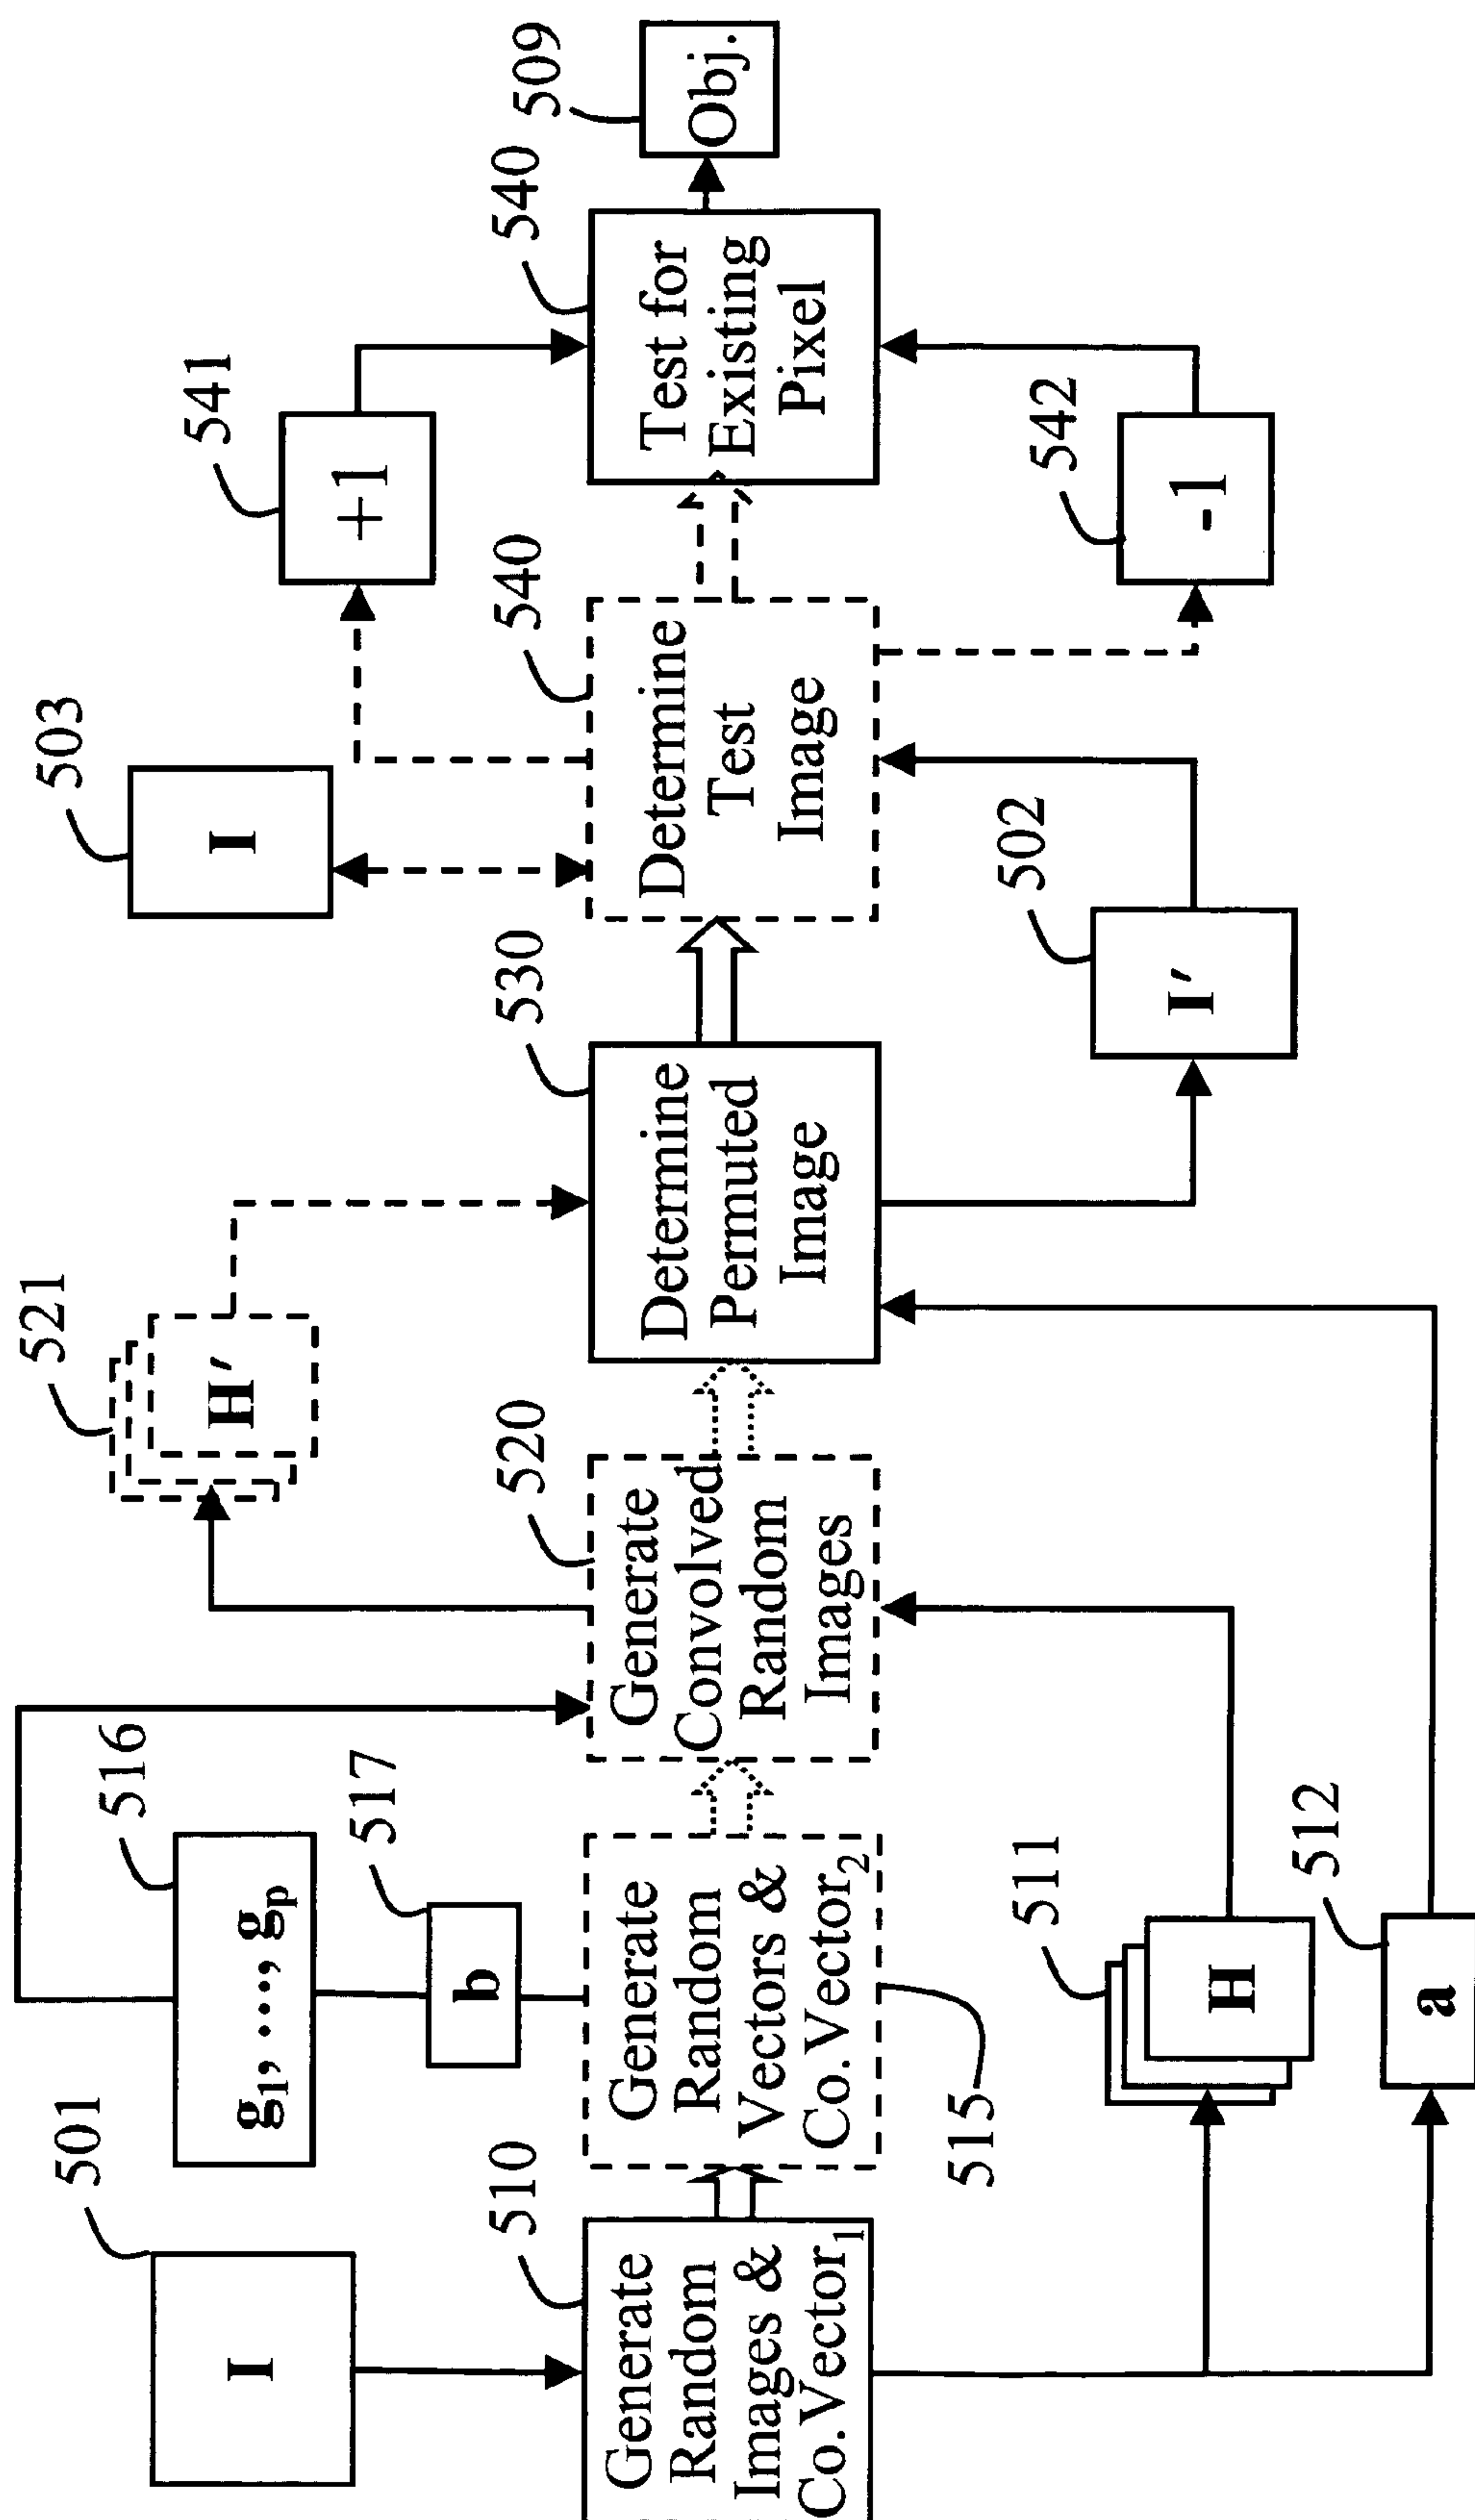 501
I
516
g1, ..., gp
517
b
510
Generate
Random
Images &
Co.Vector1
Generate
Random
Vectors &
Co.Vector2
515
511
H
512
a
521
H′
520
Generate
Convolved
Random
Images
530
Determine
Permuted
Image
503
I
502
I′
540
Determine
Test
Image
541
+1
542
-1
540
Test for
Existing
Pixel
509
Obj.